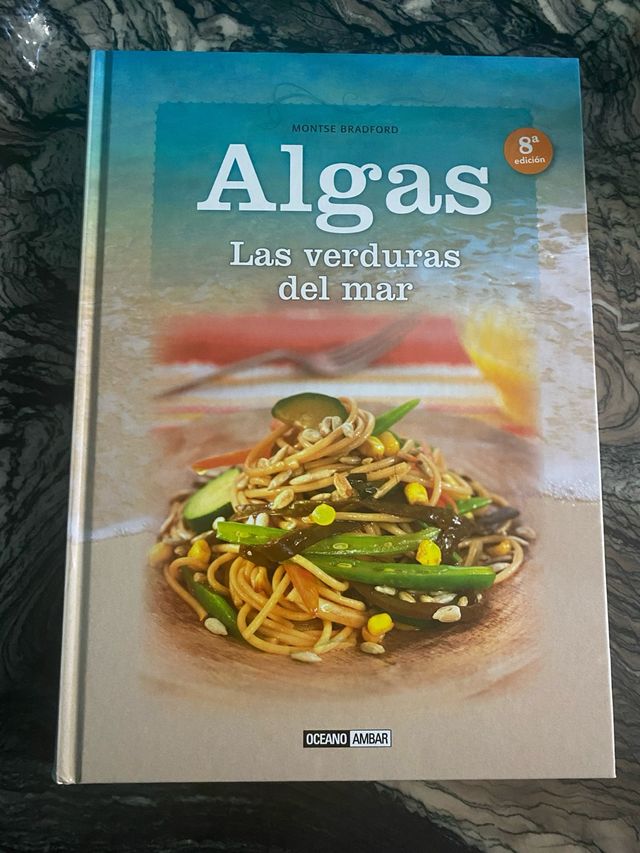 MONTSE BRADFORD
Algas
8ª
edición
Las verduras
del mar
OCEANO AMBAR